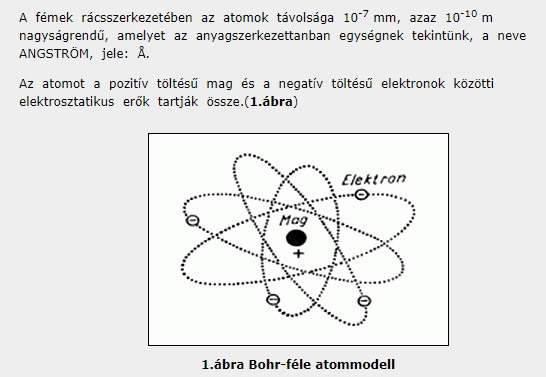 A fémek rácsszerkezetében az atomok távolsága 10⁻⁷ mm, azaz 10⁻¹⁰ m
nagyságrendű, amelyet az anyagszerkezettanban egységnek tekintünk, a neve
ANGSTRÖM, jele: Å.
Az atomot a pozitív töltésű mag és a negatív töltésű elektronok közötti
elektrosztatikus erők tartják össze.(1.ábra)
Elektron
Mag
+
1.ábra Bohr-féle atommodell